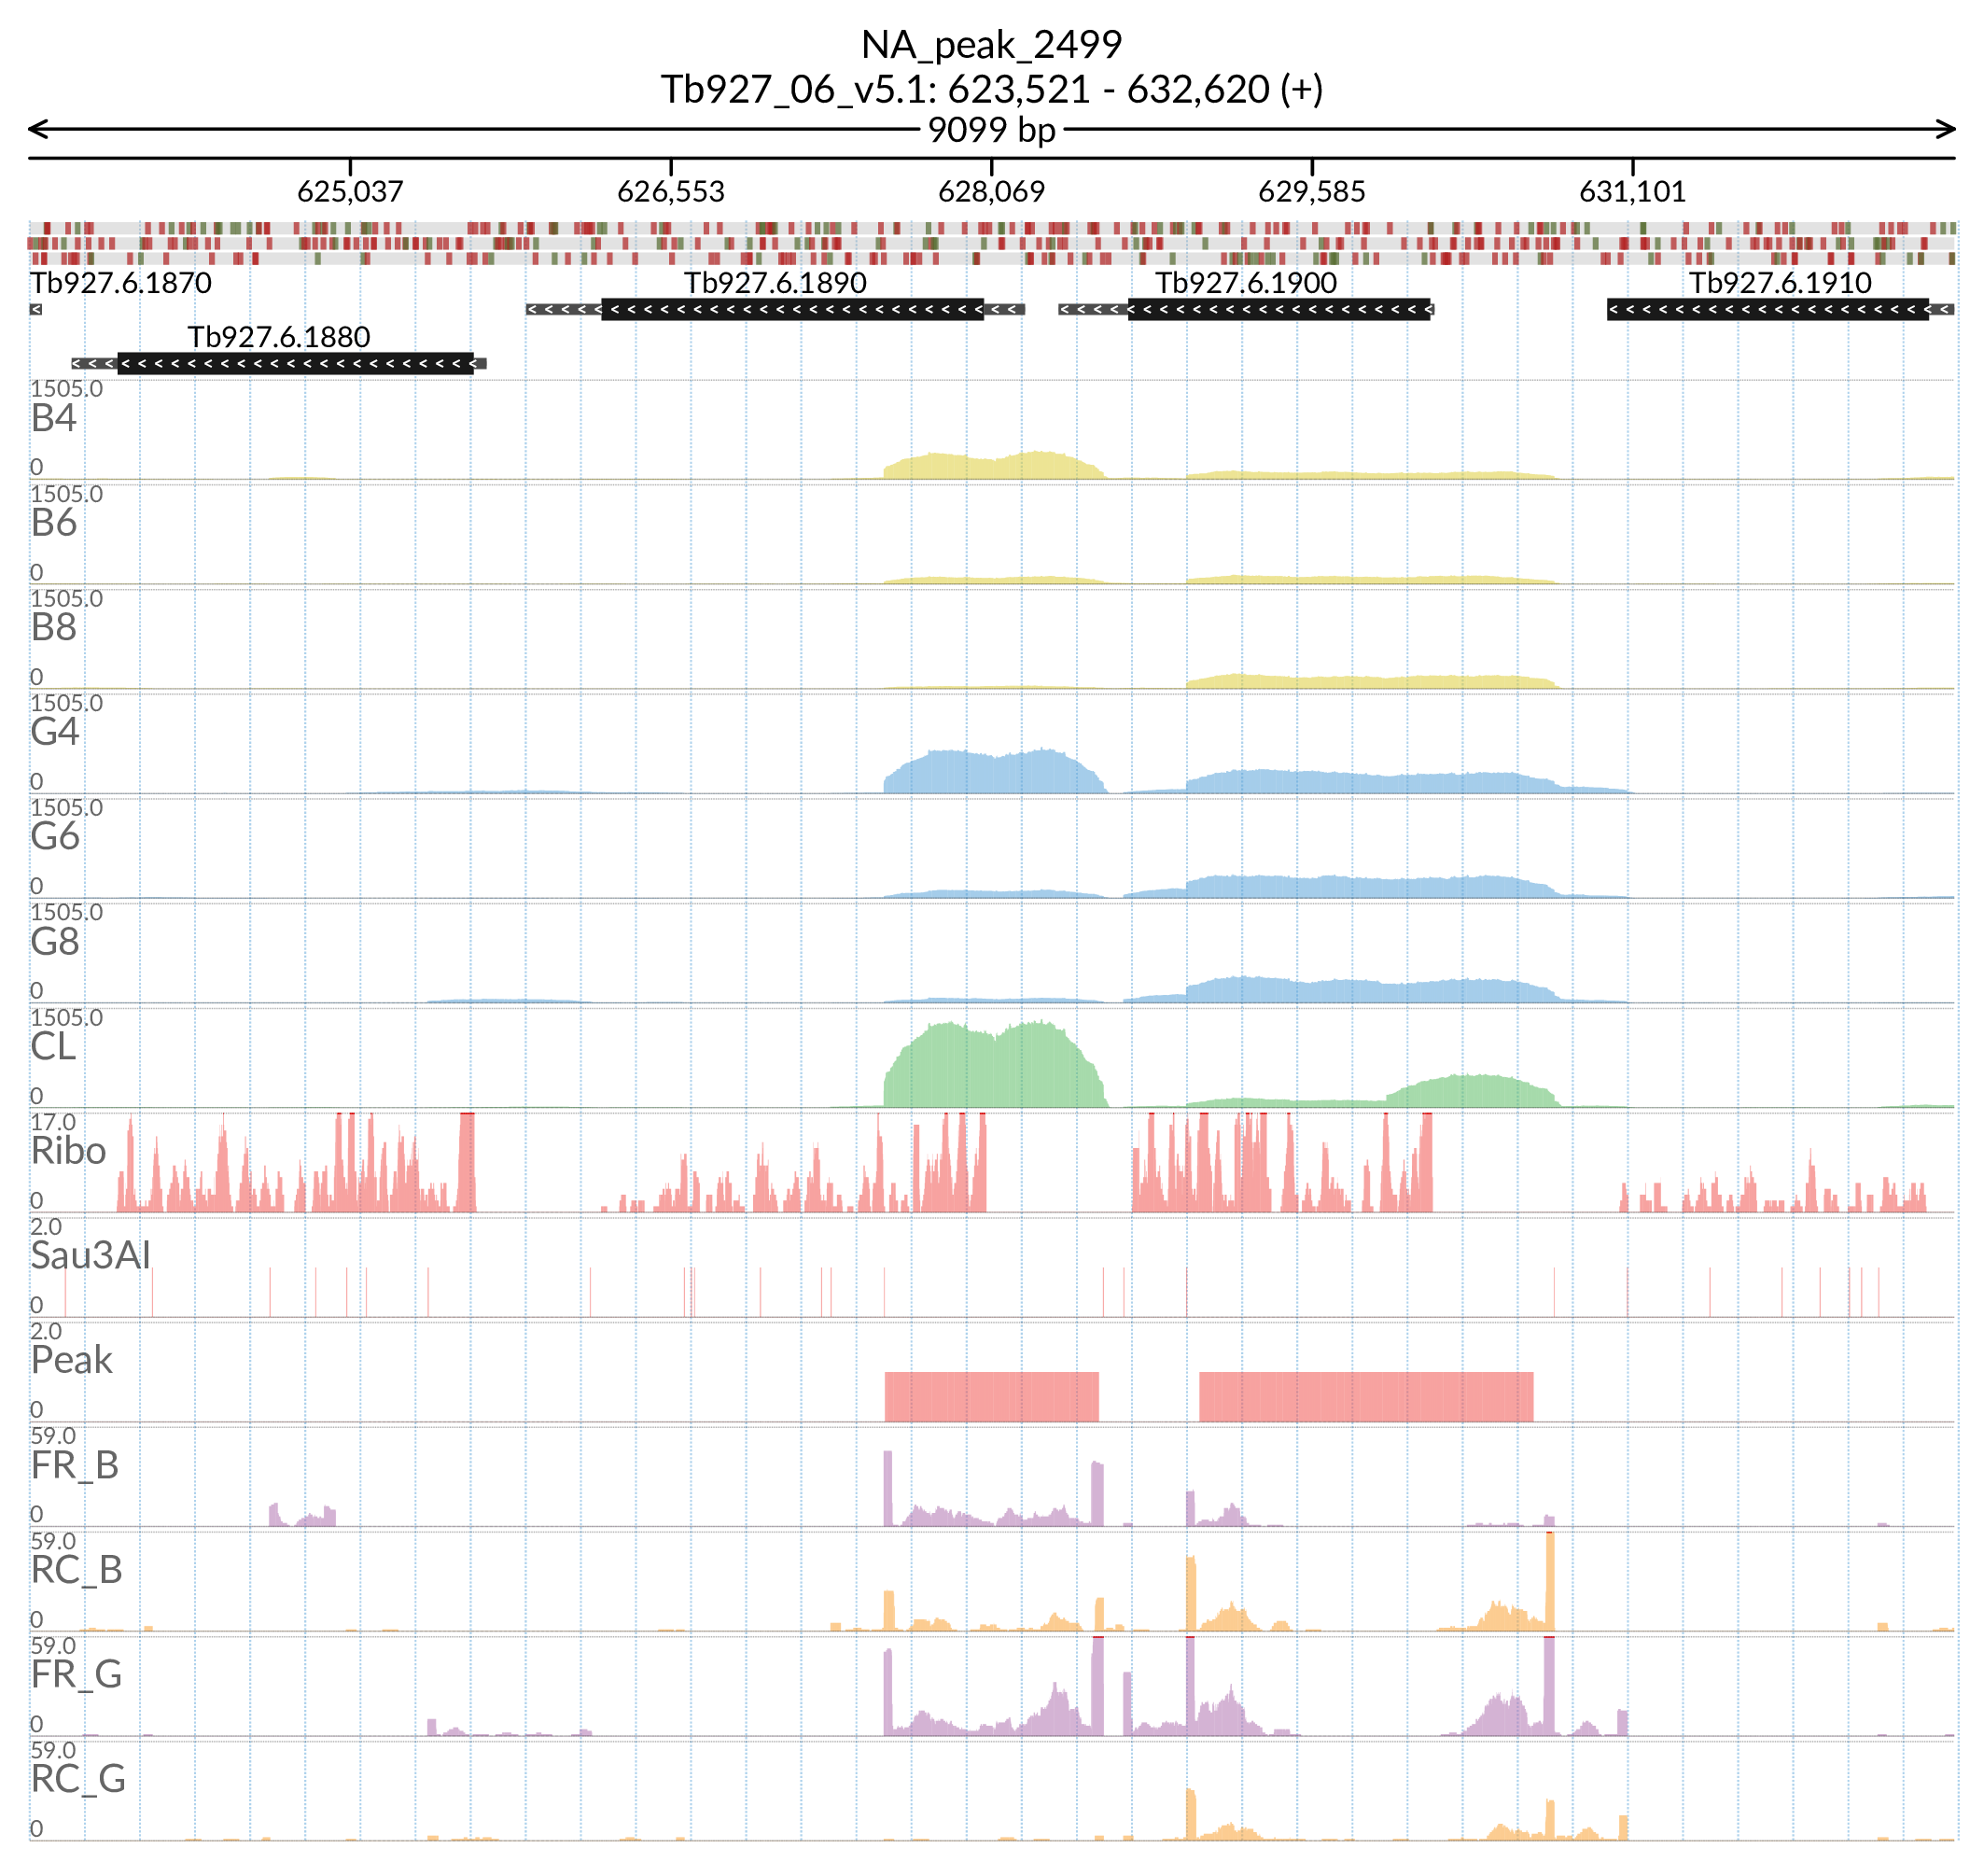 NA_peak_2499
Tb927_06_v5.1: 623,521 - 632,620 (+)
9099 bp
625,037 626,553 628,069 629,585 631,101
Tb927.6.1870 Tb927.6.1890 Tb927.6.1900 Tb927.6.1910
Tb927.6.1880
1505.0
B4
0
1505.0
B6
0
1505.0
B8
0
1505.0
G4
0
1505.0
G6
0
1505.0
G8
0
1505.0
CL
0
17.0
Ribo
0
2.0
Sau3AI
0
2.0
Peak
0
59.0
FR_B
0
59.0
RC_B
0
59.0
FR_G
0
59.0
RC_G
0